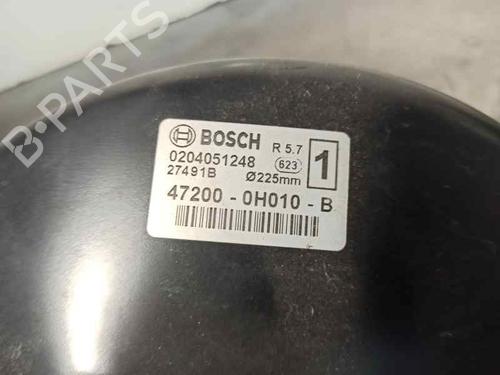 B-PARTS
BOSCH R 5.7
0204051248 623 1
27491B Ø225mm
47200 - 0H010 - B